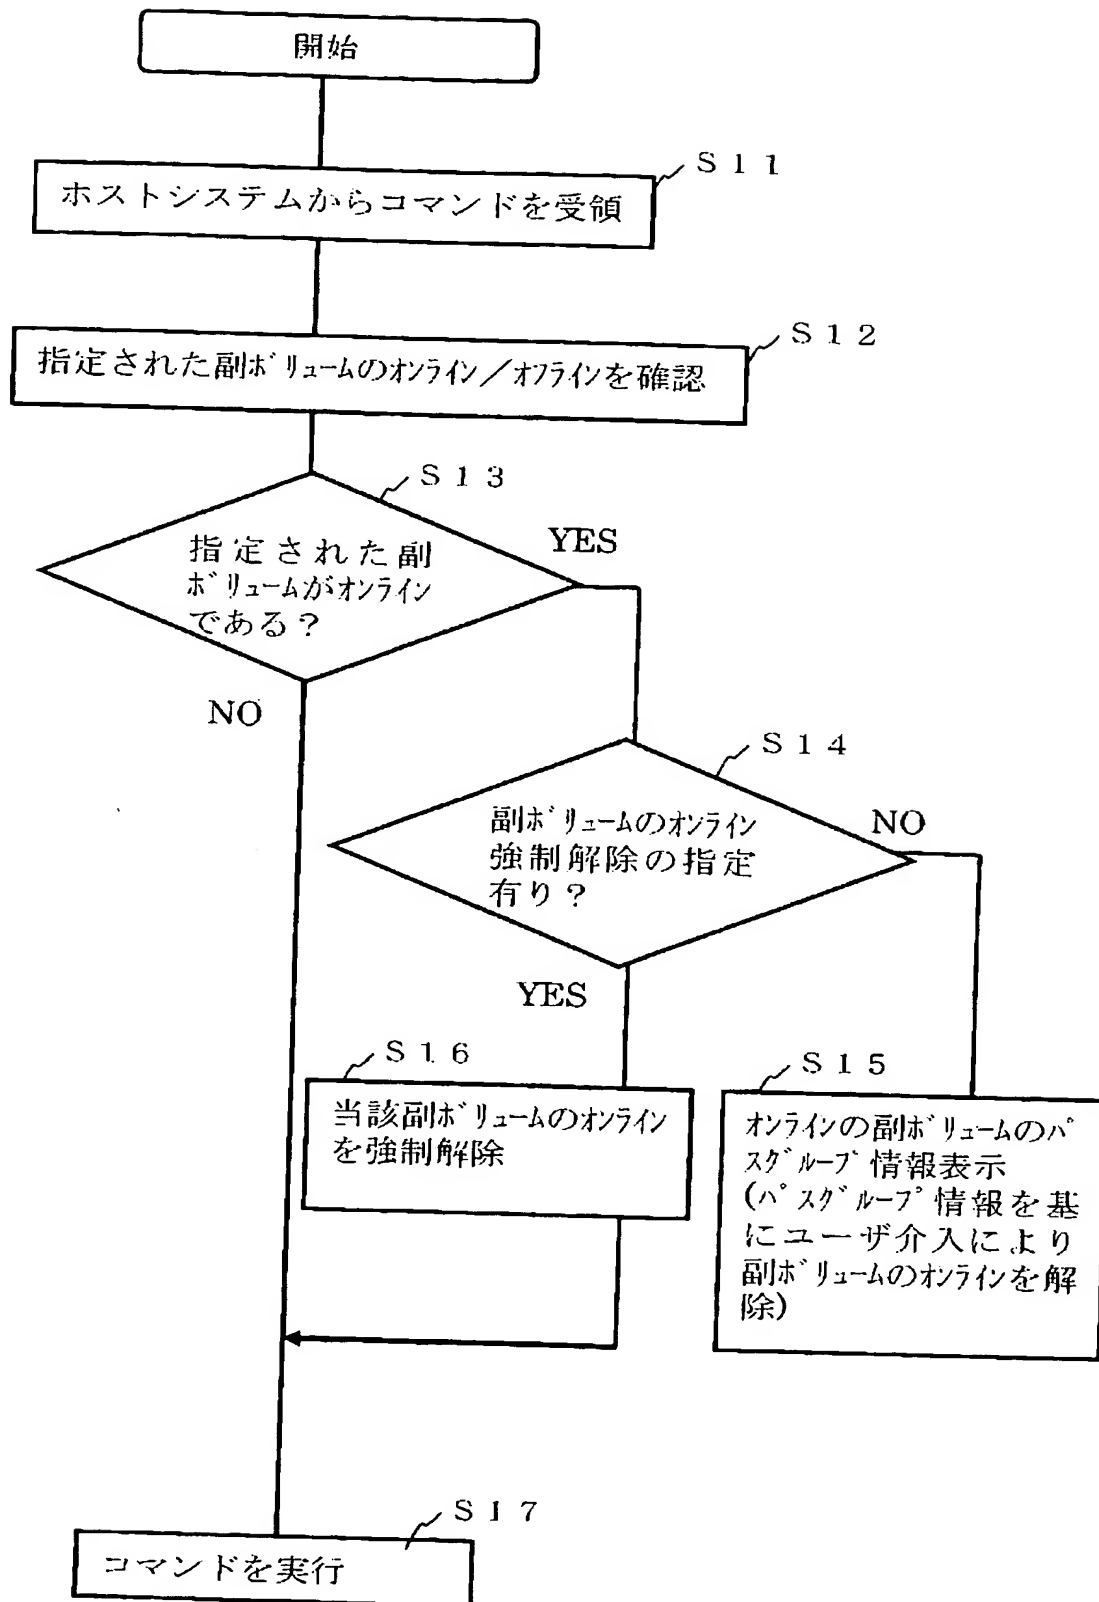 開始
S11
ホストシステムからコマンドを受領
S12
指定された副ボリュームのオンライン/オフラインを確認
S13
指定された副
ボリュームがオンライン
である?
YES
NO
S14
副ボリュームのオンライン
強制解除の指定
有り?
NO
YES
S16
当該副ボリュームのオンライン
を強制解除
S15
オンラインの副ボリュームのパ
スグループ情報表示
(パスグループ情報を基
にユーザ介入により
副ボリュームのオンラインを解
除)
S17
コマンドを実行